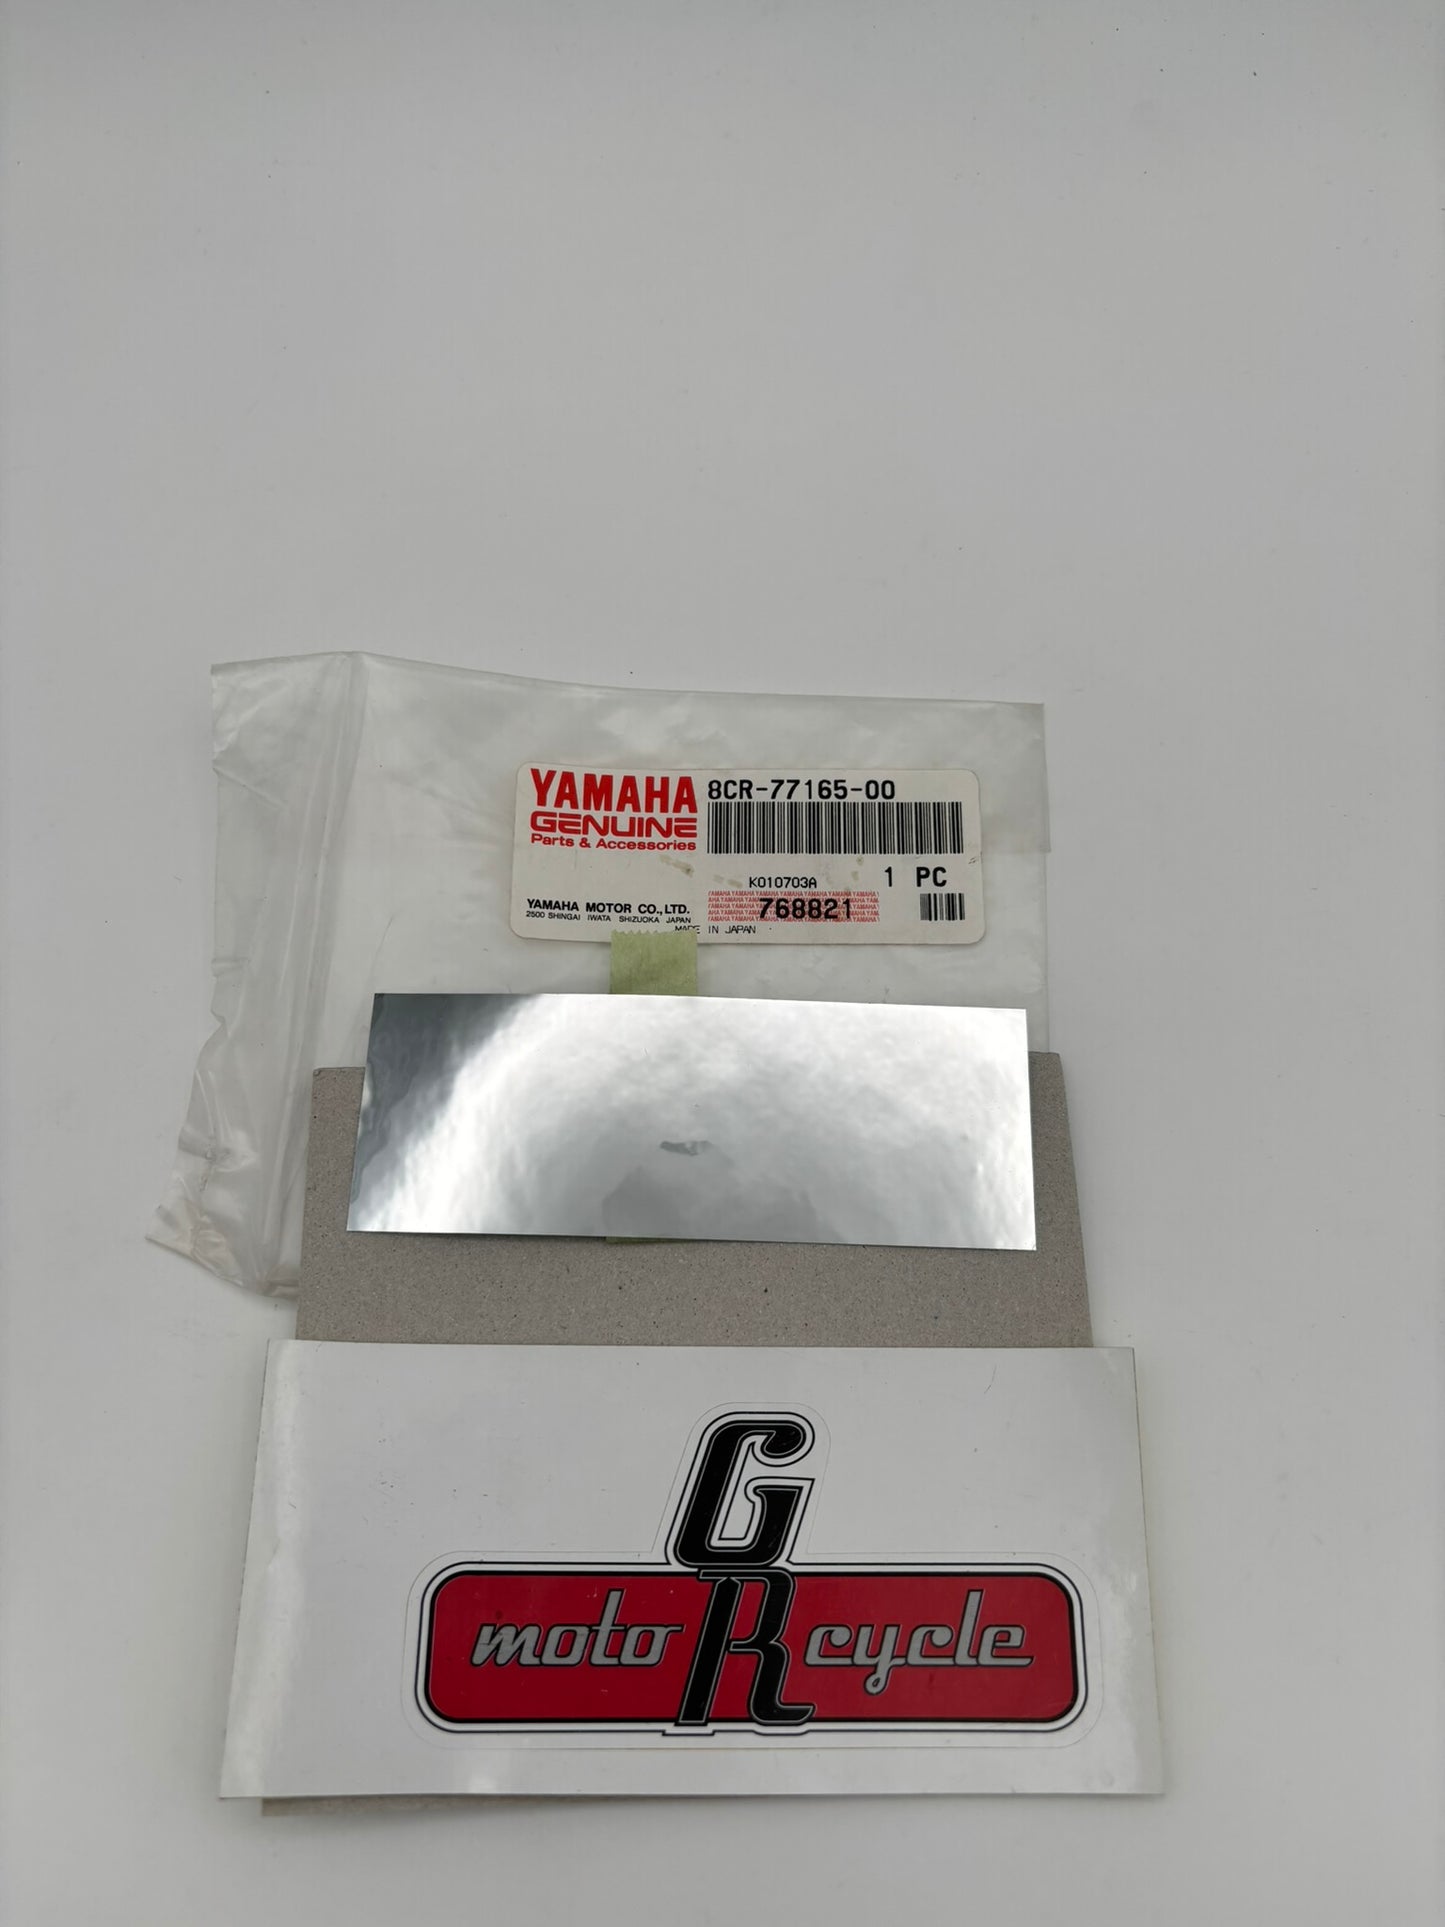 YAMAHA
GENUINE
Parts & Accessories
8CR-77165-00
K010703A
1 PC
768821
YAMAHA MOTOR CO., LTD.
2500 SHINGAI IWATA SHIZUOKA JAPAN
MADE IN JAPAN
GR
moto cycle